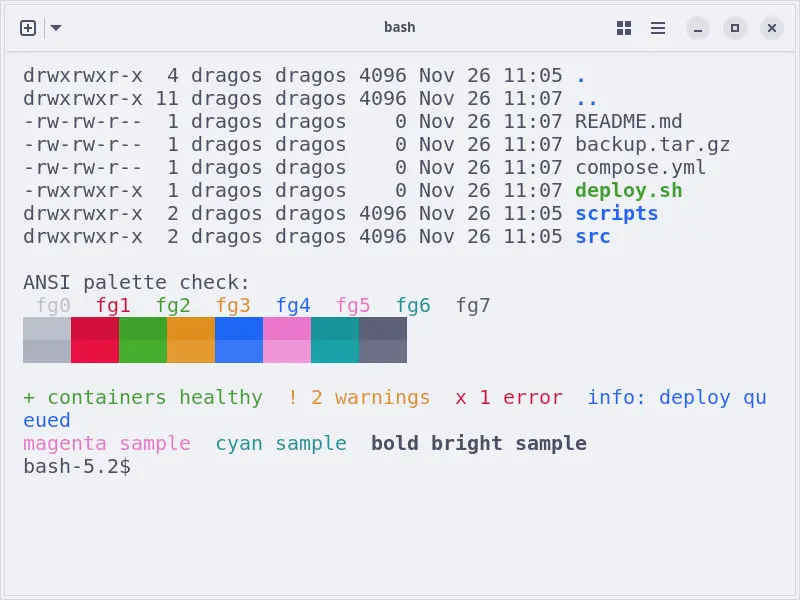 bash
drwxrwxr-x  4 dragos dragos 4096 Nov 26 11:05 .
drwxrwxr-x 11 dragos dragos 4096 Nov 26 11:07 ..
-rw-rw-r--  1 dragos dragos    0 Nov 26 11:07 README.md
-rw-rw-r--  1 dragos dragos    0 Nov 26 11:07 backup.tar.gz
-rw-rw-r--  1 dragos dragos    0 Nov 26 11:07 compose.yml
-rwxrwxr-x  1 dragos dragos    0 Nov 26 11:07 deploy.sh
drwxrwxr-x  2 dragos dragos 4096 Nov 26 11:05 scripts
drwxrwxr-x  2 dragos dragos 4096 Nov 26 11:05 src
ANSI palette check:
fg0  fg1  fg2  fg3  fg4  fg5  fg6  fg7
+ containers healthy  ! 2 warnings  x 1 error  info: deploy qu
eued
magenta sample  cyan sample  bold bright sample
bash-5.2$